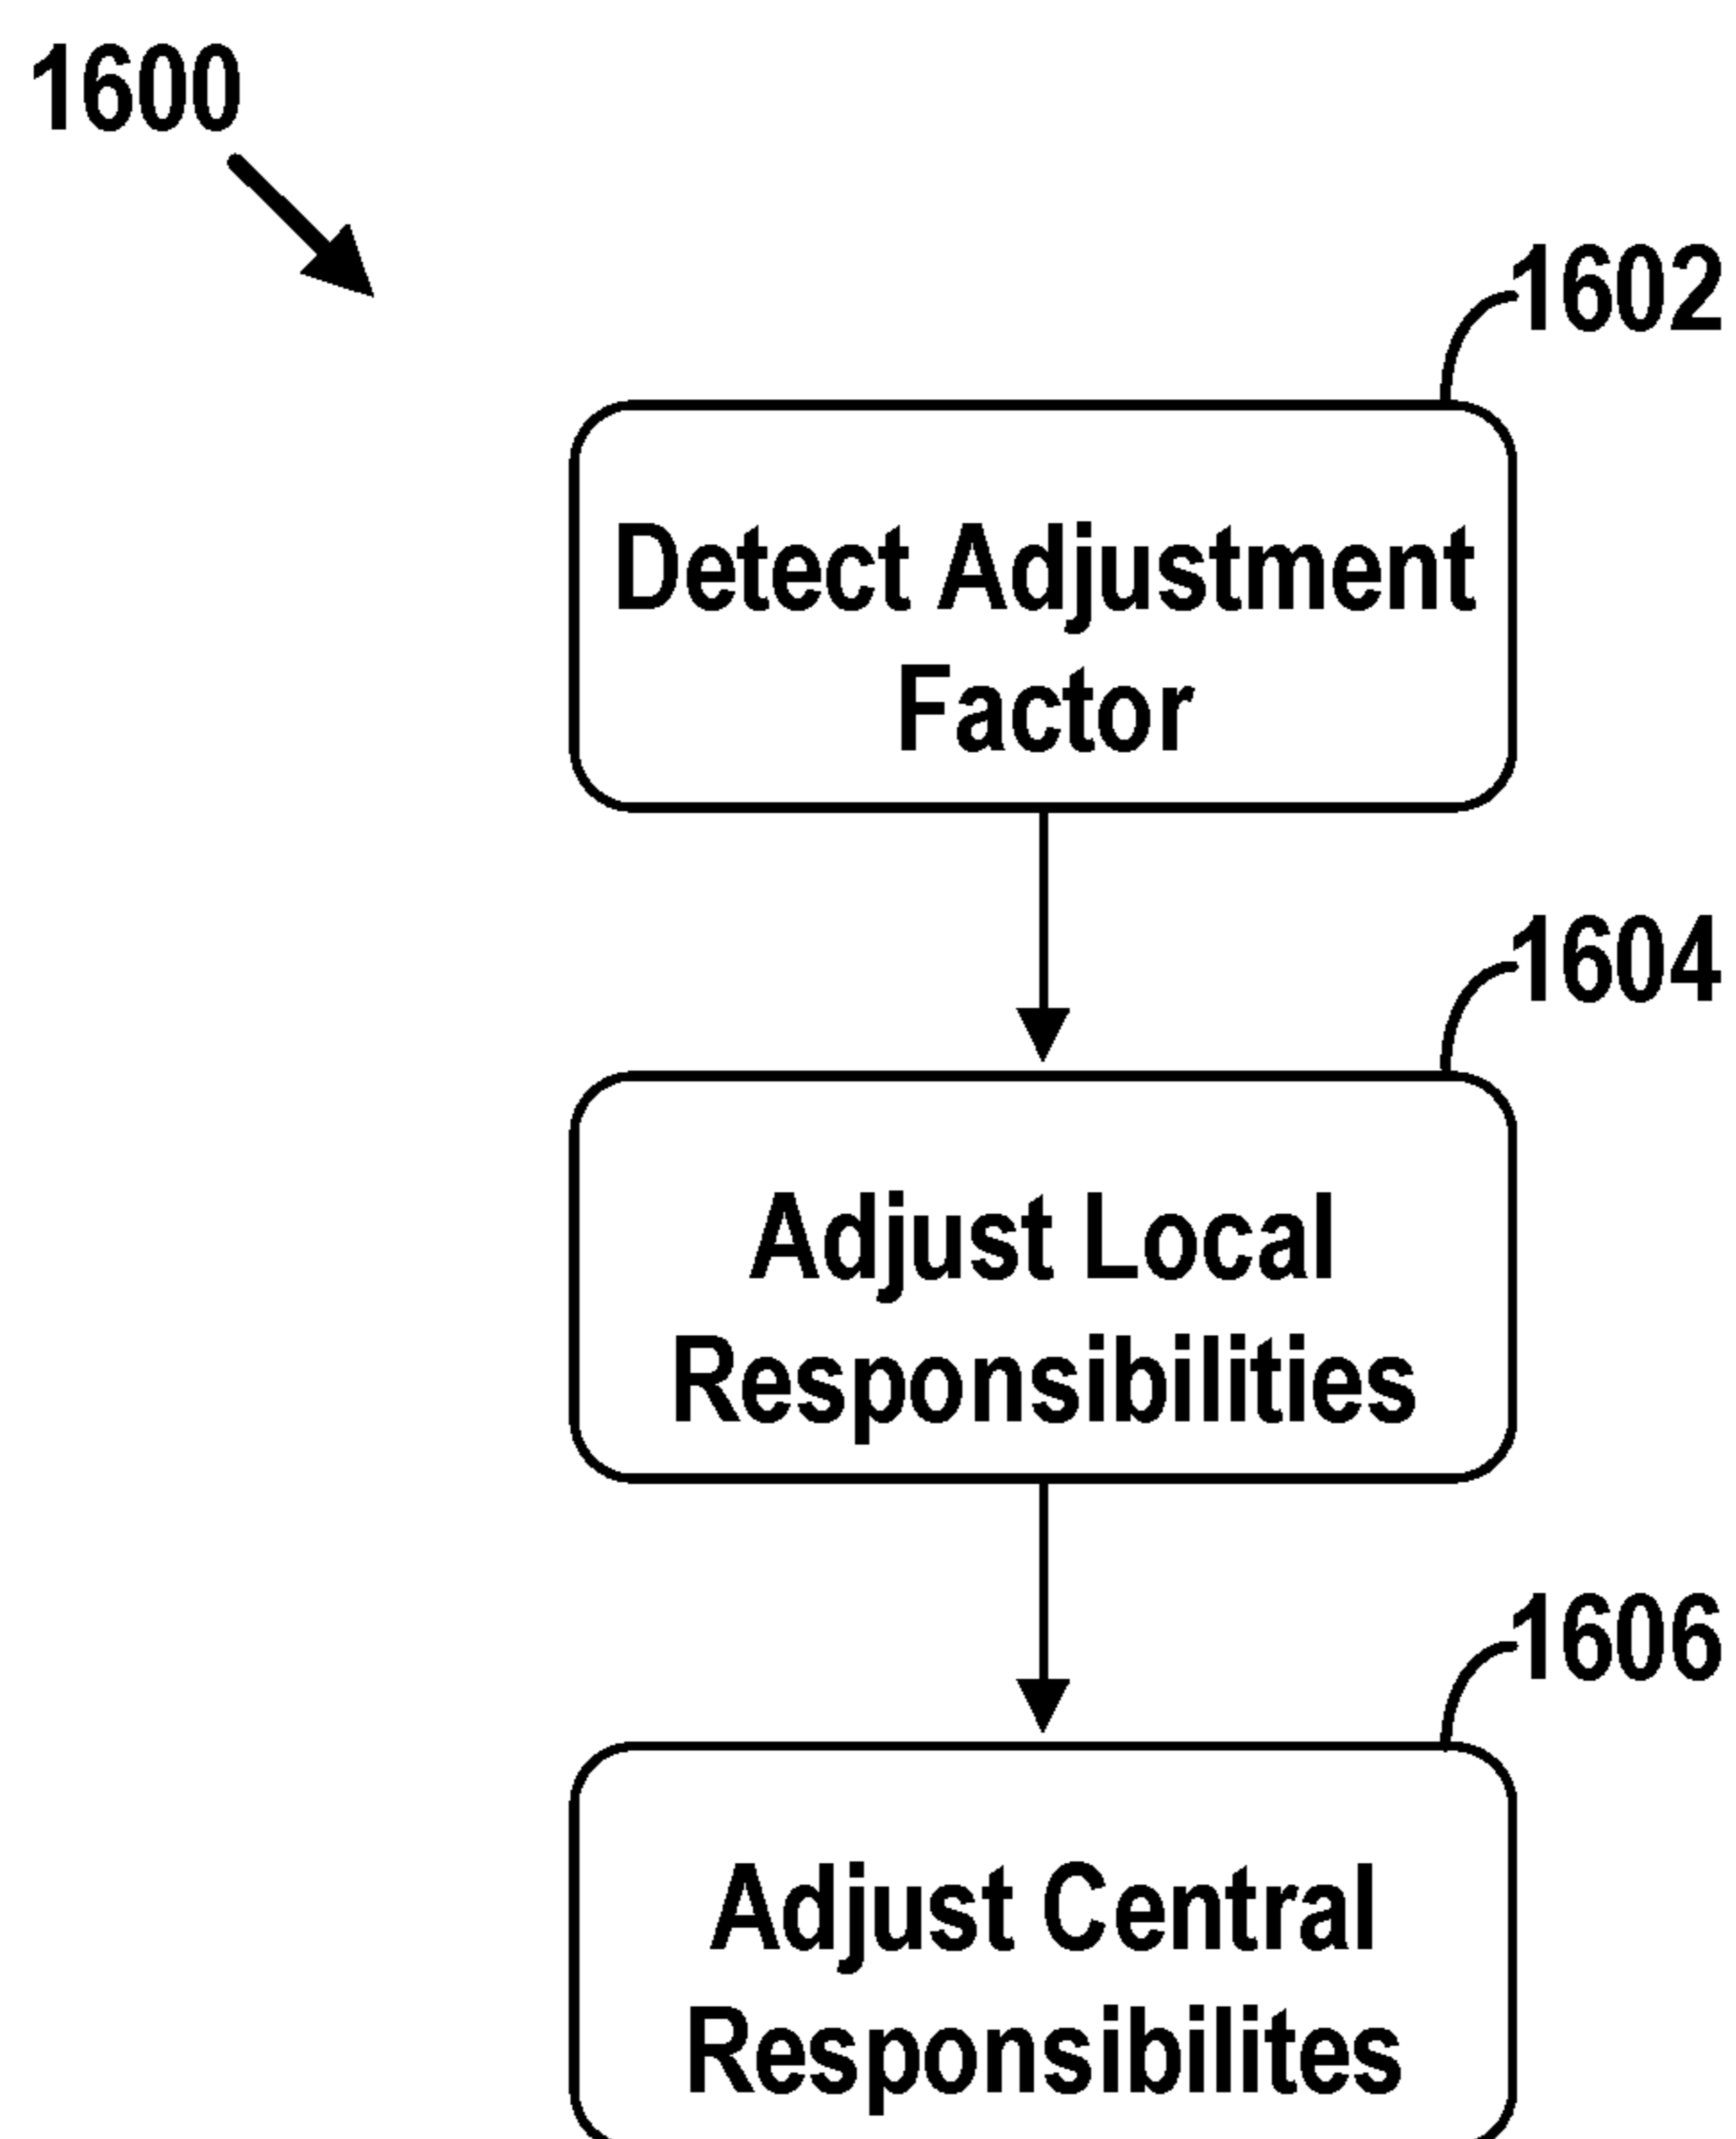 1600
1602
Detect Adjustment
Factor
1604
Adjust Local
Responsibilities
1606
Adjust Central
Responsibilites